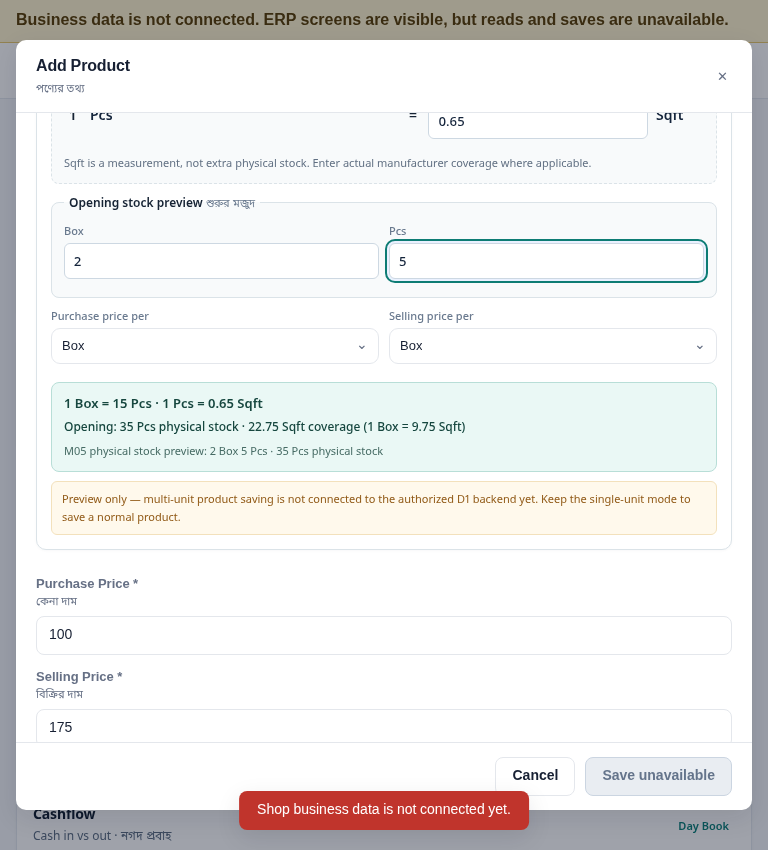 Business data is not connected. ERP screens are visible, but reads and saves are unavailable.
Add Product
পণ্যের তথ্য
×
1 Pcs = 0.65 Sqft
Sqft is a measurement, not extra physical stock. Enter actual manufacturer coverage where applicable.
Opening stock preview শুরুর মজুদ
Box Pcs
2 5
Purchase price per Selling price per
Box Box
1 Box = 15 Pcs · 1 Pcs = 0.65 Sqft
Opening: 35 Pcs physical stock · 22.75 Sqft coverage (1 Box = 9.75 Sqft)
M05 physical stock preview: 2 Box 5 Pcs · 35 Pcs physical stock
Preview only — multi-unit product saving is not connected to the authorized D1 backend yet. Keep the single-unit mode to
save a normal product.
Purchase Price *
কেনা দাম
100
Selling Price *
বিক্রির দাম
175
Cancel Save unavailable
Shop business data is not connected yet.
Cashflow
Cash in vs out · নগদ প্রবাহ
Day Book